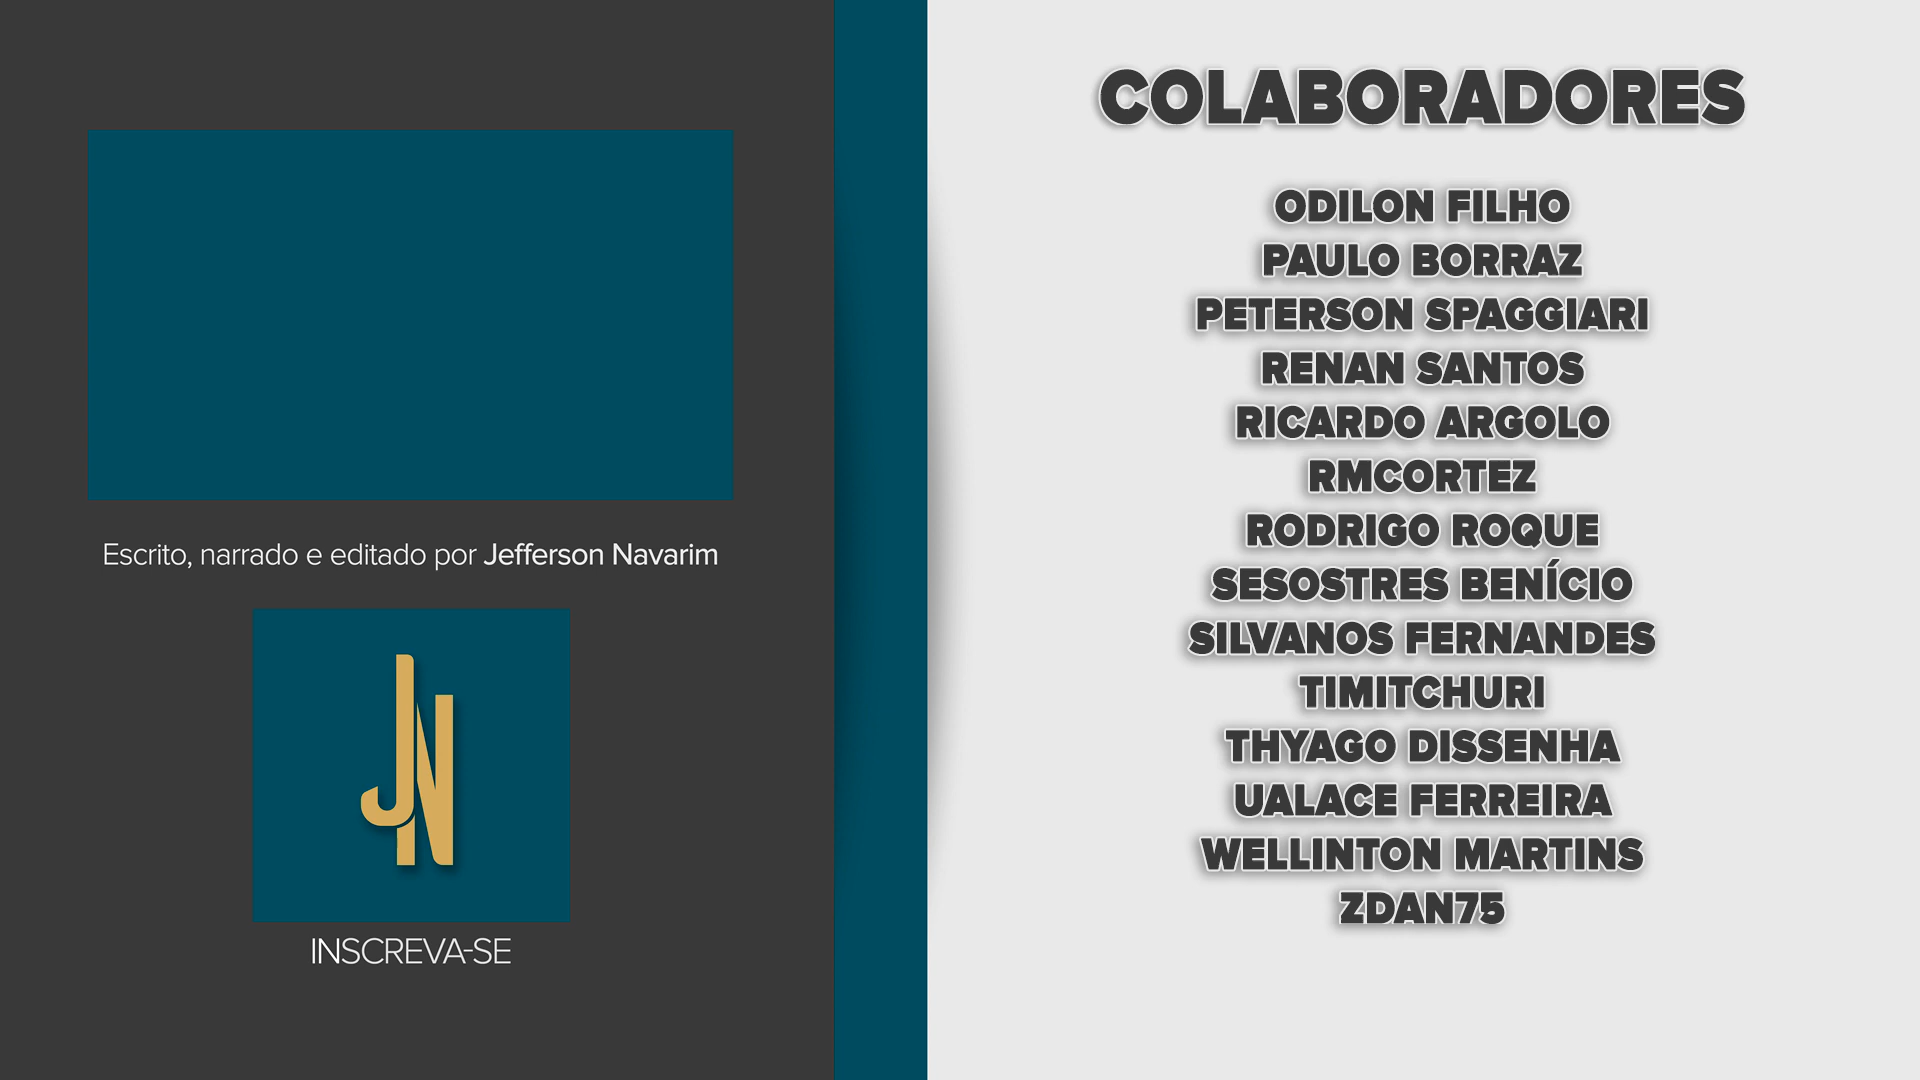 Escrito, narrado e editado por Jefferson Navarim
JN
INSCREVA-SE
COLABORADORES
ODILON FILHO
PAULO BORRAZ
PETERSON SPAGGIARI
RENAN SANTOS
RICARDO ARGOLO
RMCORTEZ
RODRIGO ROQUE
SESOSTRES BENÍCIO
SILVANOS FERNANDES
TIMITCHURI
THYAGO DISSENHA
UALACE FERREIRA
WELLINTON MARTINS
ZDAN75